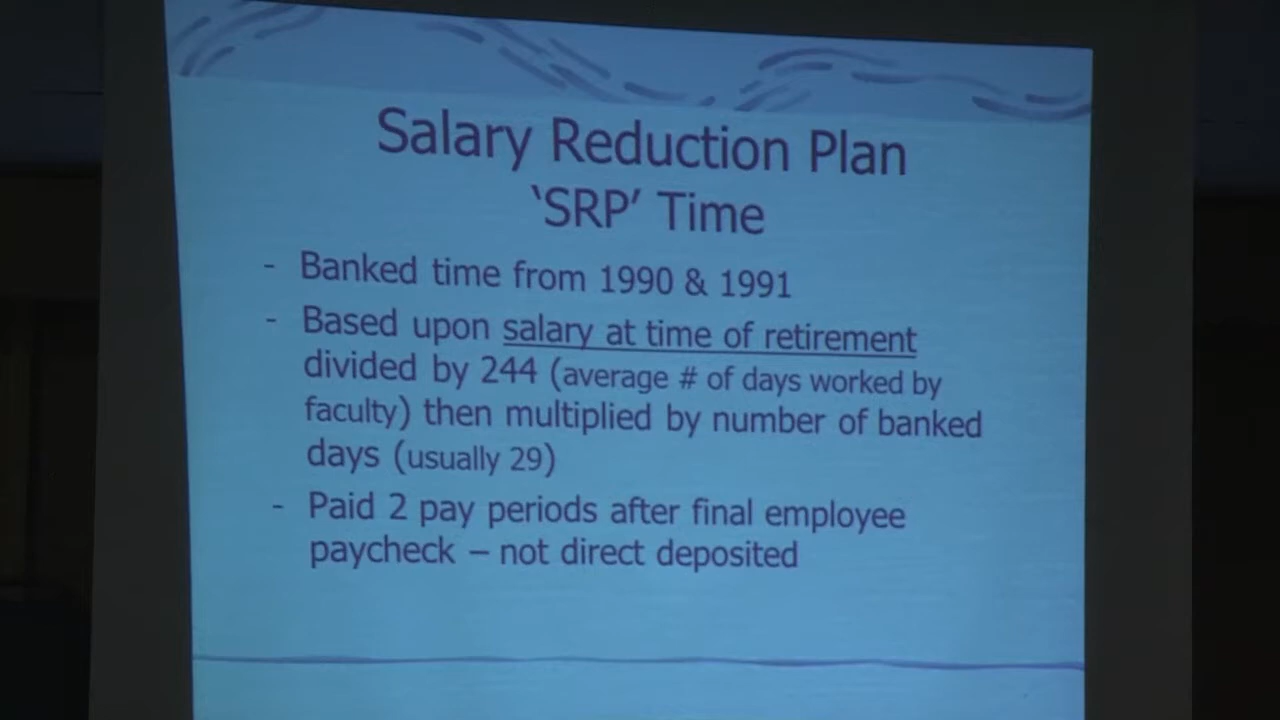 Salary Reduction Plan
‘SRP’ Time
- Banked time from 1990 & 1991
- Based upon salary at time of retirement
divided by 244 (average # of days worked by
faculty) then multiplied by number of banked
days (usually 29)
- Paid 2 pay periods after final employee
paycheck – not direct deposited